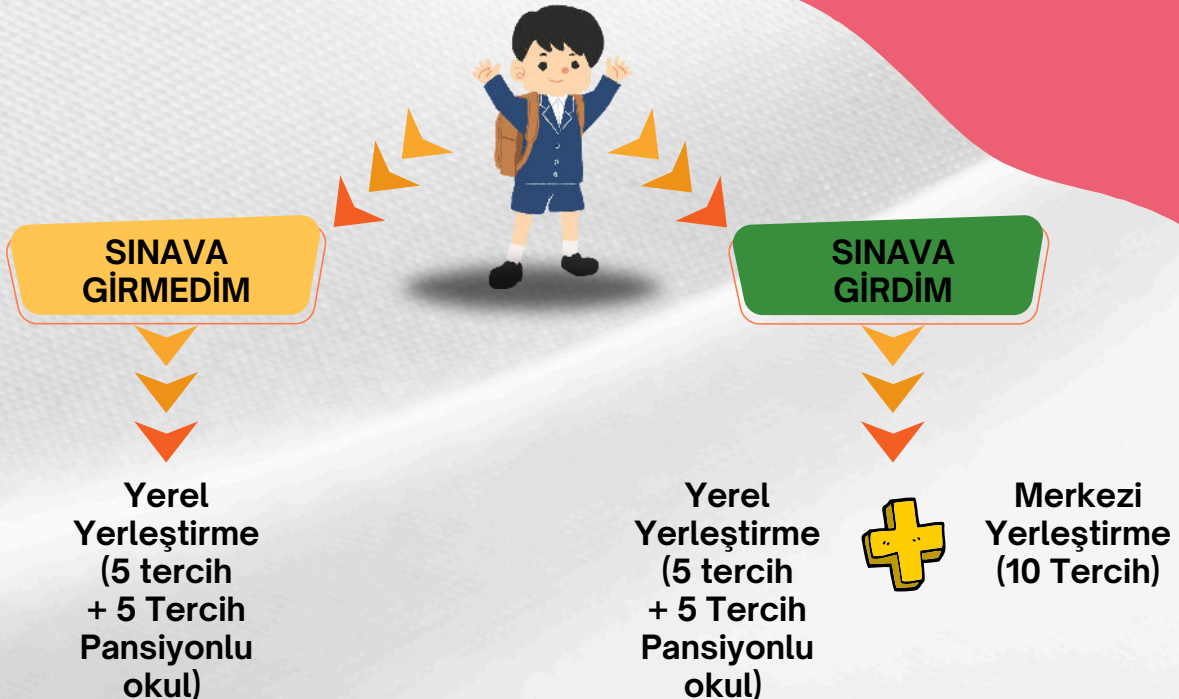 SINAVA
GİRMEDİM
SINAVA
GİRDİM
Yerel
Yerleştirme
(5 tercih
+ 5 Tercih
Pansiyonlu
okul)
Yerel
Yerleştirme
(5 tercih
+ 5 Tercih
Pansiyonlu
okul)
Merkezi
Yerleştirme
(10 Tercih)